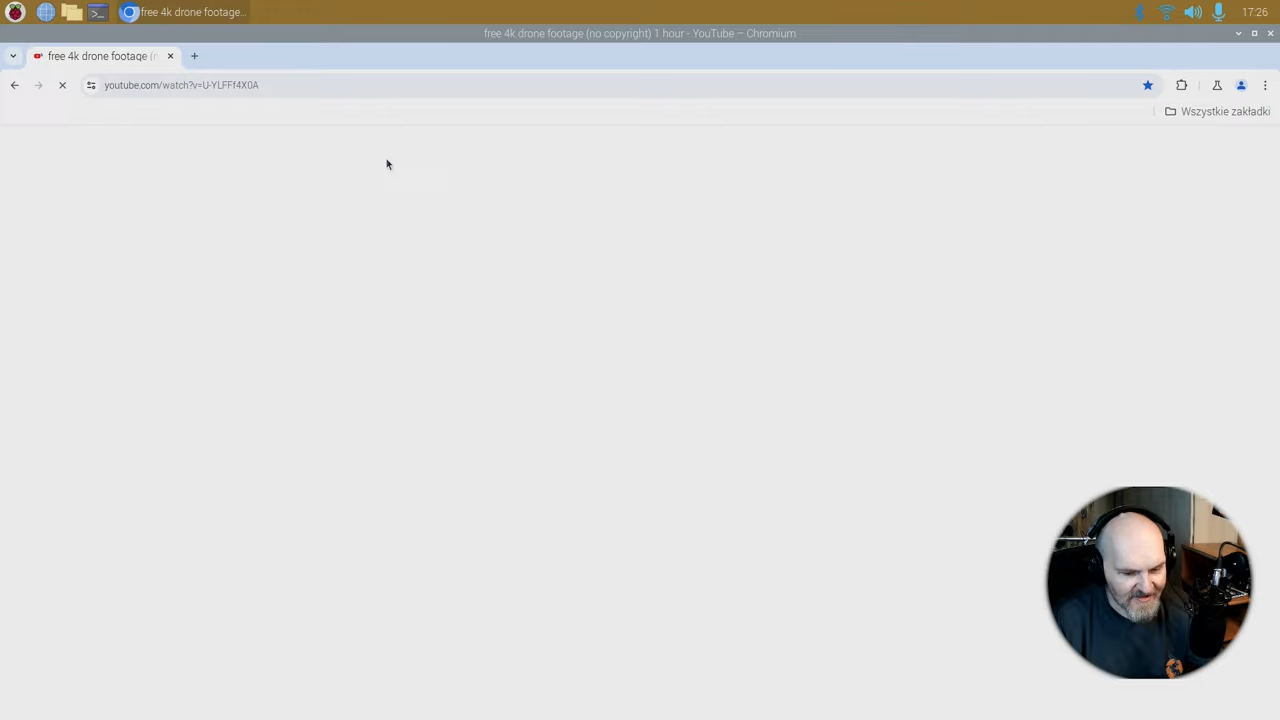 free 4k drone footage... 17:26
free 4k drone footage (no copyright) 1 hour - YouTube – Chromium
free 4k drone footage (n
youtube.com/watch?v=U-YLFFf4X0A
Wszystkie zakładki